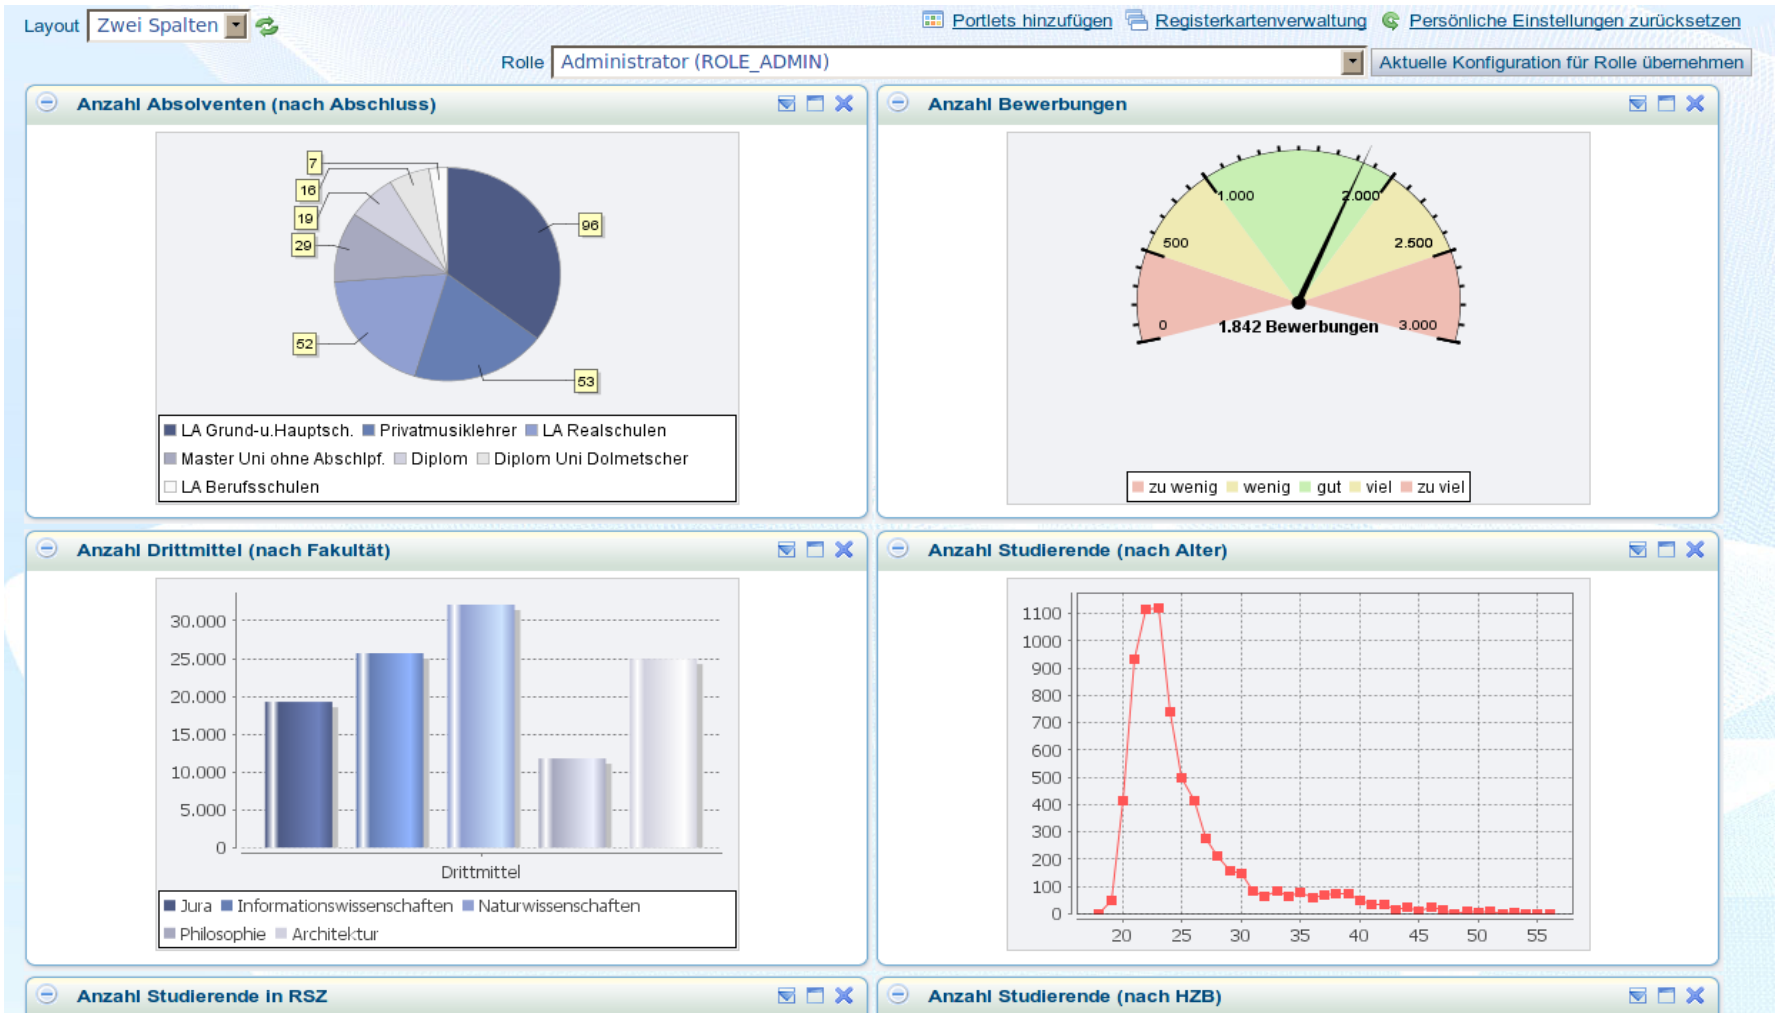 Layout Zwei Spalten Portlets hinzufügen Registerkartenverwaltung Persönliche Einstellungen zurücksetzen
Rolle Administrator (ROLE_ADMIN) Aktuelle Konfiguration für Rolle übernehmen
Anzahl Absolventen (nach Abschluss)
7
16
19
29
96
52
53
LA Grund-u.Hauptsch. Privatmusiklehrer LA Realschulen
Master Uni ohne Abschlpf. Diplom Diplom Uni Dolmetscher
LA Berufsschulen
Anzahl Bewerbungen
1.000 2.000
500 2.500
0 1.842 Bewerbungen 3.000
zu wenig wenig gut viel zu viel
Anzahl Drittmittel (nach Fakultät)
30.000
25.000
20.000
15.000
10.000
5.000
0
Drittmittel
Jura Informationswissenschaften Naturwissenschaften
Philosophie Architektur
Anzahl Studierende (nach Alter)
1100
1000
900
800
700
600
500
400
300
200
100
0
20 25 30 35 40 45 50 55
Anzahl Studierende in RSZ
Anzahl Studierende (nach HZB)